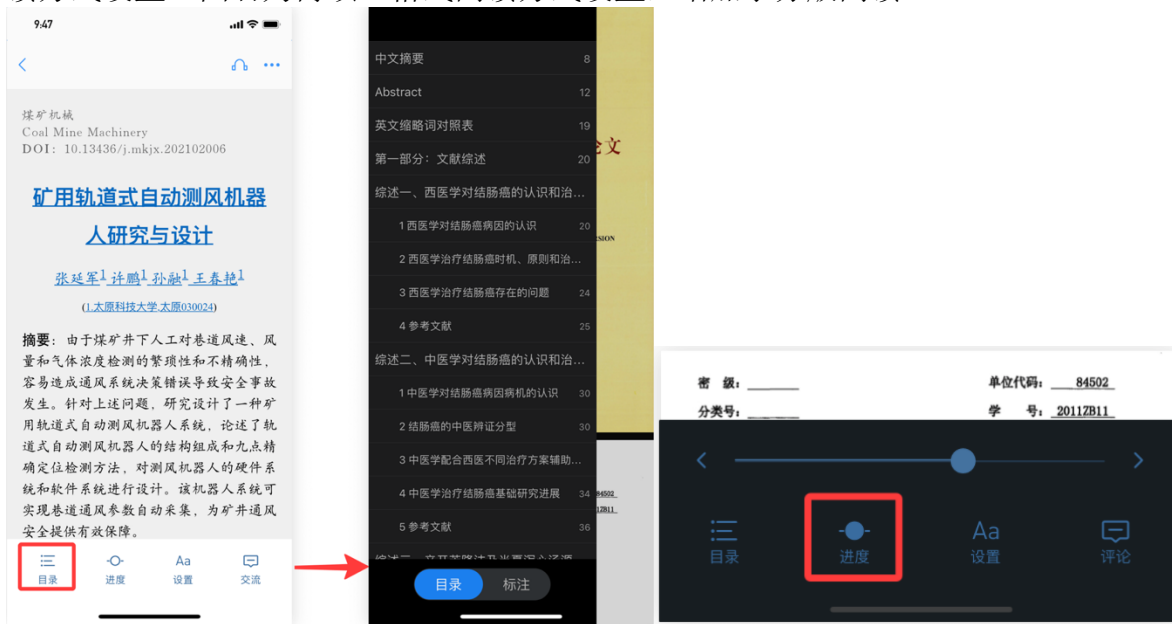 9:47
煤矿机械
Coal Mine Machinery
DOI: 10.13436/j.mkjx.202102006
矿用轨道式自动测风机器
人研究与设计
张延军1 许鹏1 孙融1 王春艳1
(1.太原科技大学,太原030024)
摘要：由于煤矿井下人工对巷道风速、风
量和气体浓度检测的繁琐性和不精确性，
容易造成通风系统决策错误导致安全事故
发生。针对上述问题，研究设计了一种矿
用轨道式自动测风机器人系统，论述了轨
道式自动测风机器人的结构组成和九点精
确定位检测方法，对测风机器人的硬件系
统和软件系统进行设计。该机器人系统可
实现巷道通风参数自动采集，为矿井通风
安全提供有效保障。
目录 进度 Aa 设置 交流
中文摘要 8
Abstract 12
英文缩略词对照表 19
第一部分：文献综述 20
综述一、西医学对结肠癌的认识和治...
1 西医学对结肠癌病因的认识 20
2 西医学治疗结肠癌时机、原则和治...
3 西医学治疗结肠癌存在的问题 24
4 参考文献 25
综述二、中医学对结肠癌的认识和治...
1 中医学对结肠癌病因病机的认识 30
2 结肠癌的中医辨证分型 30
3 中医学配合西医不同治疗方案辅助...
4 中医学治疗结肠癌基础研究进展 34
5 参考文献 36
目录 标注
论文
SION
84502
11ZB11
密 级：
单位代码： 84502
分类号：
学 号： 2011ZB11
目录 进度 Aa 设置 评论